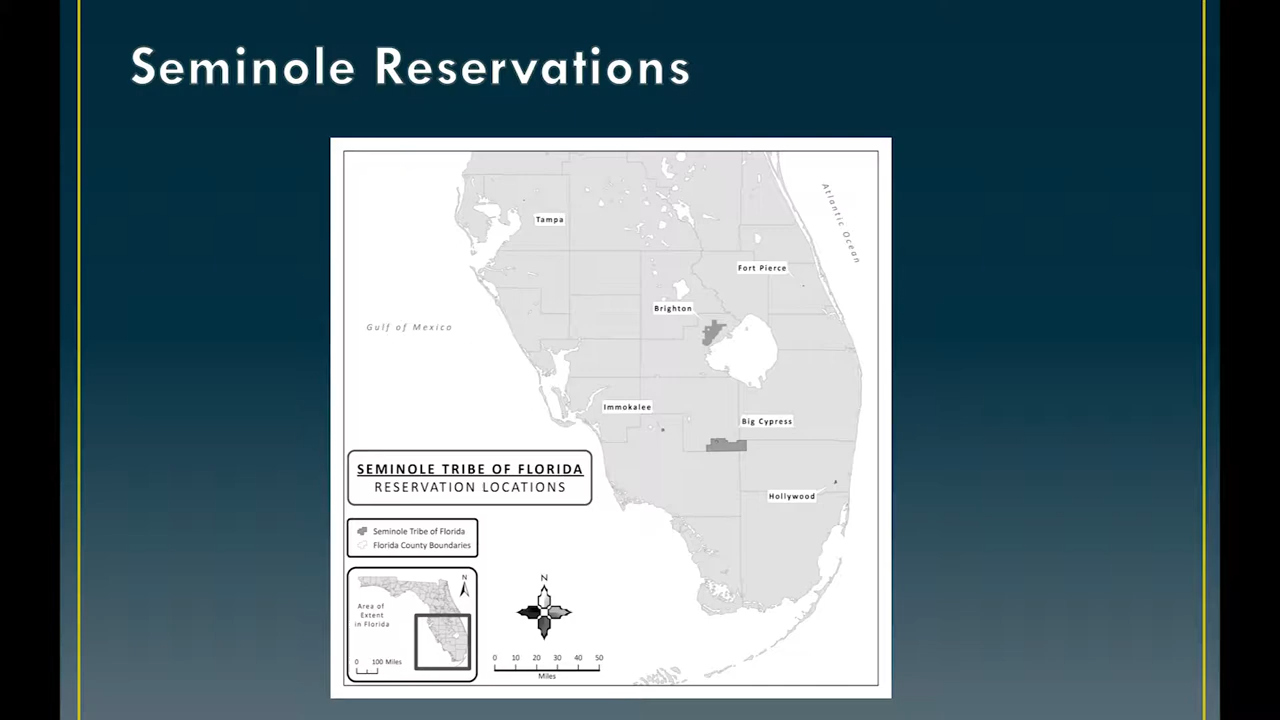 Seminole Reservations
Atlantic Ocean
Tampa
Fort Pierce
Brighton
Gulf of Mexico
Immokalee
Big Cypress
SEMINOLE TRIBE OF FLORIDA
RESERVATION LOCATIONS
Hollywood
Seminole Tribe of Florida
Florida County Boundaries
N
Area of
Extent
in Florida
0 100 Miles
N
0 10 20 30 40 50
Miles